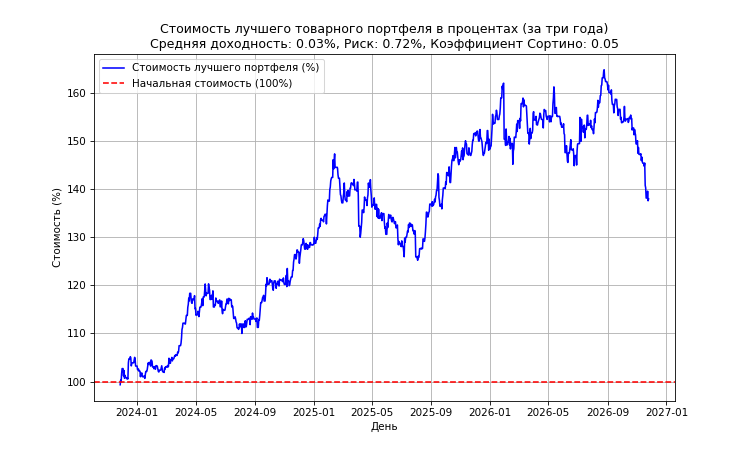 Стоимость лучшего товарного портфеля в процентах (за три года)
Средняя доходность: 0.03%, Риск: 0.72%, Коэффициент Сортино: 0.05
Стоимость лучшего портфеля (%)
Начальная стоимость (100%)
Стоимость (%)
160
150
140
130
120
110
100
2024-01 2024-05 2024-09 2025-01 2025-05 2025-09 2026-01 2026-05 2026-09 2027-01
День